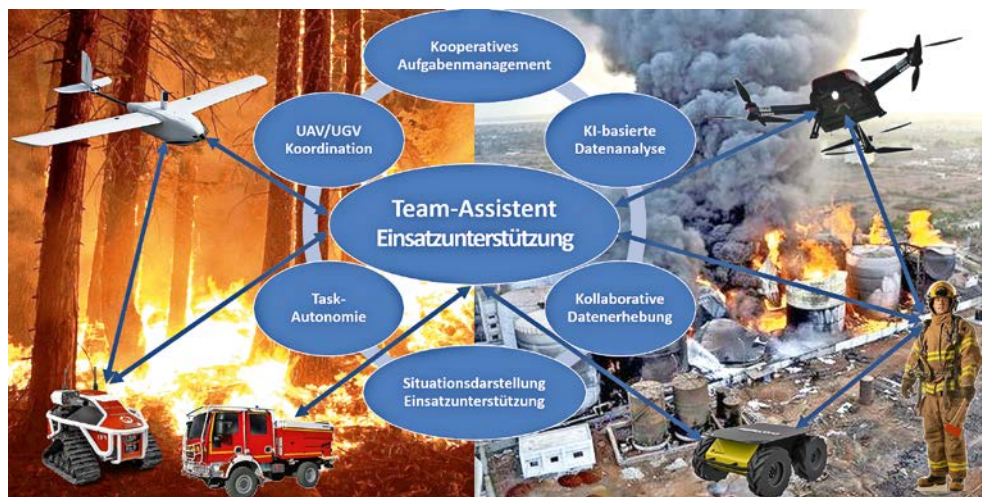 Kooperatives
Aufgabenmanagement
UAV/UGV
Koordination
KI-basierte
Datenanalyse
Team-Assistent
Einsatzunterstützung
Task-
Autonomie
Kollaborative
Datenerhebung
Situationsdarstellung
Einsatzunterstützung